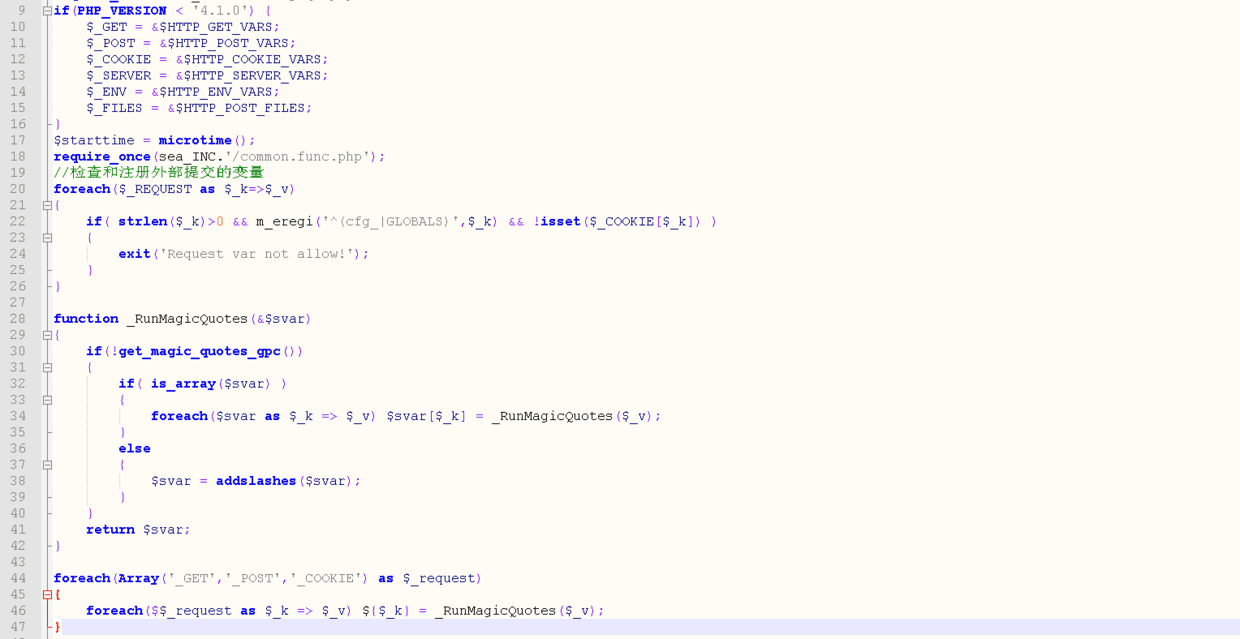 9 if(PHP_VERSION < '4.1.0') {
10 $_GET = &$HTTP_GET_VARS;
11 $_POST = &$HTTP_POST_VARS;
12 $_COOKIE = &$HTTP_COOKIE_VARS;
13 $_SERVER = &$HTTP_SERVER_VARS;
14 $_ENV = &$HTTP_ENV_VARS;
15 $_FILES = &$HTTP_POST_FILES;
16 }
17 $starttime = microtime();
18 require_once(sea_INC.'/common.func.php');
19 //检查和注册外部提交的变量
20 foreach($_REQUEST as $_k=>$_v)
21 {
22 if( strlen($_k)>0 && m_eregi('^(cfg_|GLOBALS)',$_k) && !isset($_COOKIE[$_k]) )
23 {
24 exit('Request var not allow!');
25 }
26 }
27
28 function _RunMagicQuotes(&$svar)
29 {
30 if(!get_magic_quotes_gpc())
31 {
32 if( is_array($svar) )
33 {
34 foreach($svar as $_k => $_v) $svar[$_k] = _RunMagicQuotes($_v);
35 }
36 else
37 {
38 $svar = addslashes($svar);
39 }
40 }
41 return $svar;
42 }
43
44 foreach(Array('_GET','_POST','_COOKIE') as $_request)
45 {
46 foreach($$_request as $_k => $_v) ${$_k} = _RunMagicQuotes($_v);
47 }